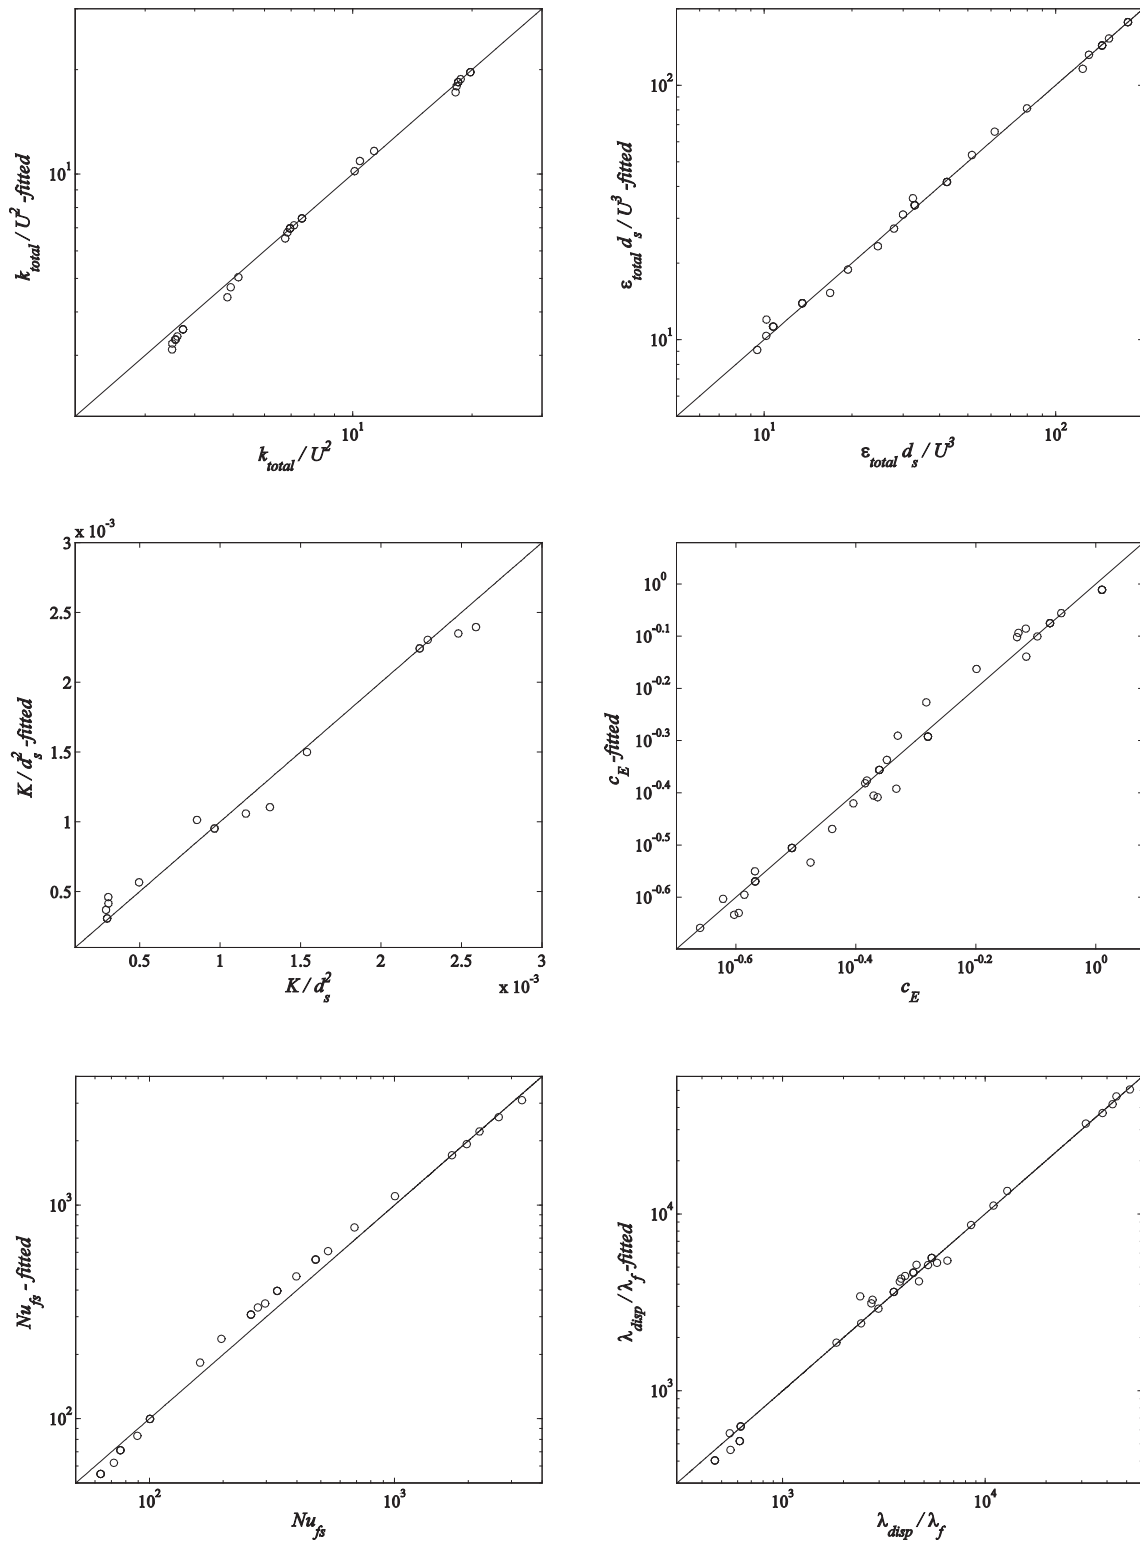 k_total / U^2 -fitted
10^1
10^1
k_total / U^2
ε_total d_s / U^3 -fitted
10^2
10^1
10^1 10^2
ε_total d_s / U^3
x 10^-3
K / d_s^2 -fitted
3
2.5
2
1.5
1
0.5
0.5 1 1.5 2 2.5 3
K / d_s^2
x 10^-3
c_E -fitted
10^0
10^-0.1
10^-0.2
10^-0.3
10^-0.4
10^-0.5
10^-0.6
10^-0.6 10^-0.4 10^-0.2 10^0
c_E
Nu_fs - fitted
10^3
10^2
10^2 10^3
Nu_fs
λ_disp / λ_f -fitted
10^4
10^3
10^3 10^4
λ_disp / λ_f